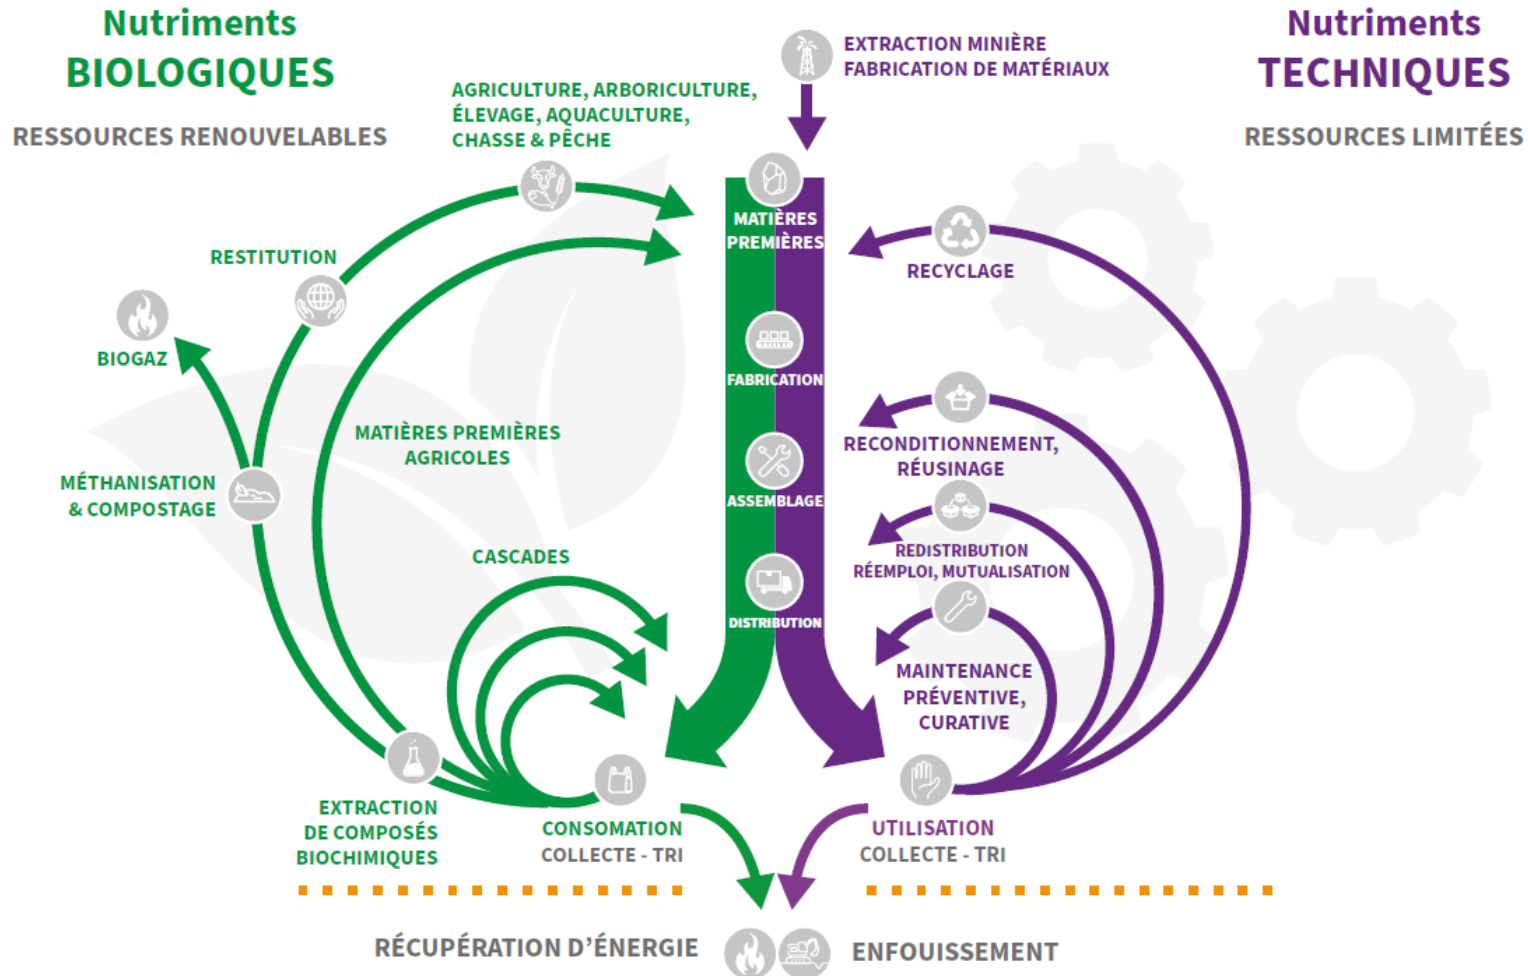 Nutriments
BIOLOGIQUES
RESSOURCES RENOUVELABLES
EXTRACTION MINIÈRE
FABRICATION DE MATÉRIAUX
Nutriments
TECHNIQUES
RESSOURCES LIMITÉES
AGRICULTURE, ARBORICULTURE,
ÉLEVAGE, AQUACULTURE,
CHASSE & PÊCHE
RESTITUTION
BIOGAZ
MÉTHANISATION
& COMPOSTAGE
MATIÈRES PREMIÈRES
AGRICOLES
CASCADES
EXTRACTION
DE COMPOSÉS
BIOCHIMIQUES
CONSOMATION
COLLECTE - TRI
MATIÈRES
PREMIÈRES
FABRICATION
ASSEMBLAGE
DISTRIBUTION
RECYCLAGE
RECONDITIONNEMENT,
RÉUSINAGE
REDISTRIBUTION
RÉEMPLOI, MUTUALISATION
MAINTENANCE
PRÉVENTIVE,
CURATIVE
UTILISATION
COLLECTE - TRI
RÉCUPÉRATION D'ÉNERGIE
ENFOUISSEMENT